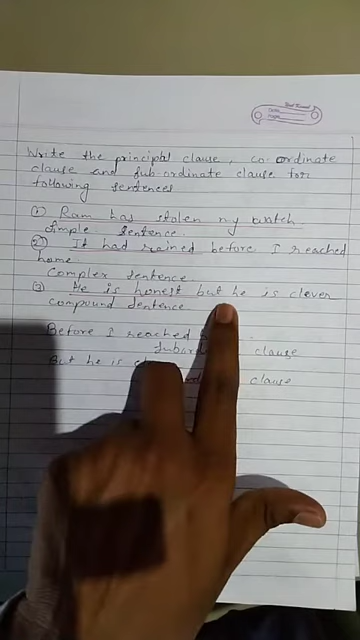 Write the principal clause, co-ordinate
clause and sub-ordinate clause for
following sentences
① Ram has stolen my watch
Simple sentence.
② It had rained before I reached
home
Complex sentence.
③ He is honest but he is clever
compound sentence
Before I reached
clause
But he is
clause